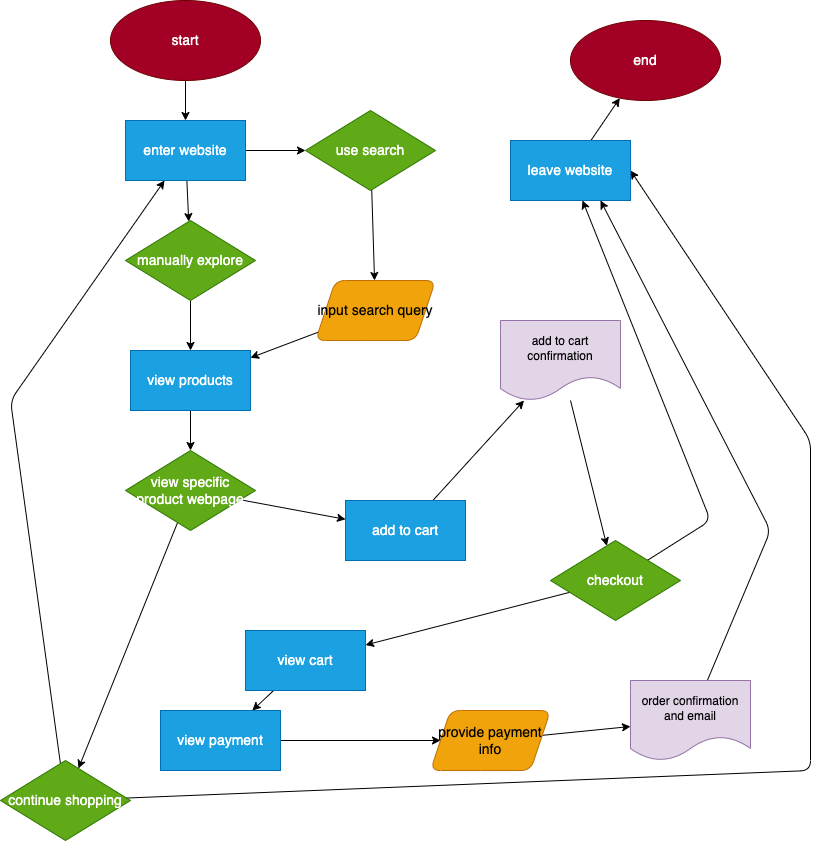 start
end
enter website
use search
leave website
manually explore
input search query
add to cart
confirmation
view products
view specific
product webpage
add to cart
checkout
view cart
order confirmation
and email
view payment
provide payment
info
continue shopping